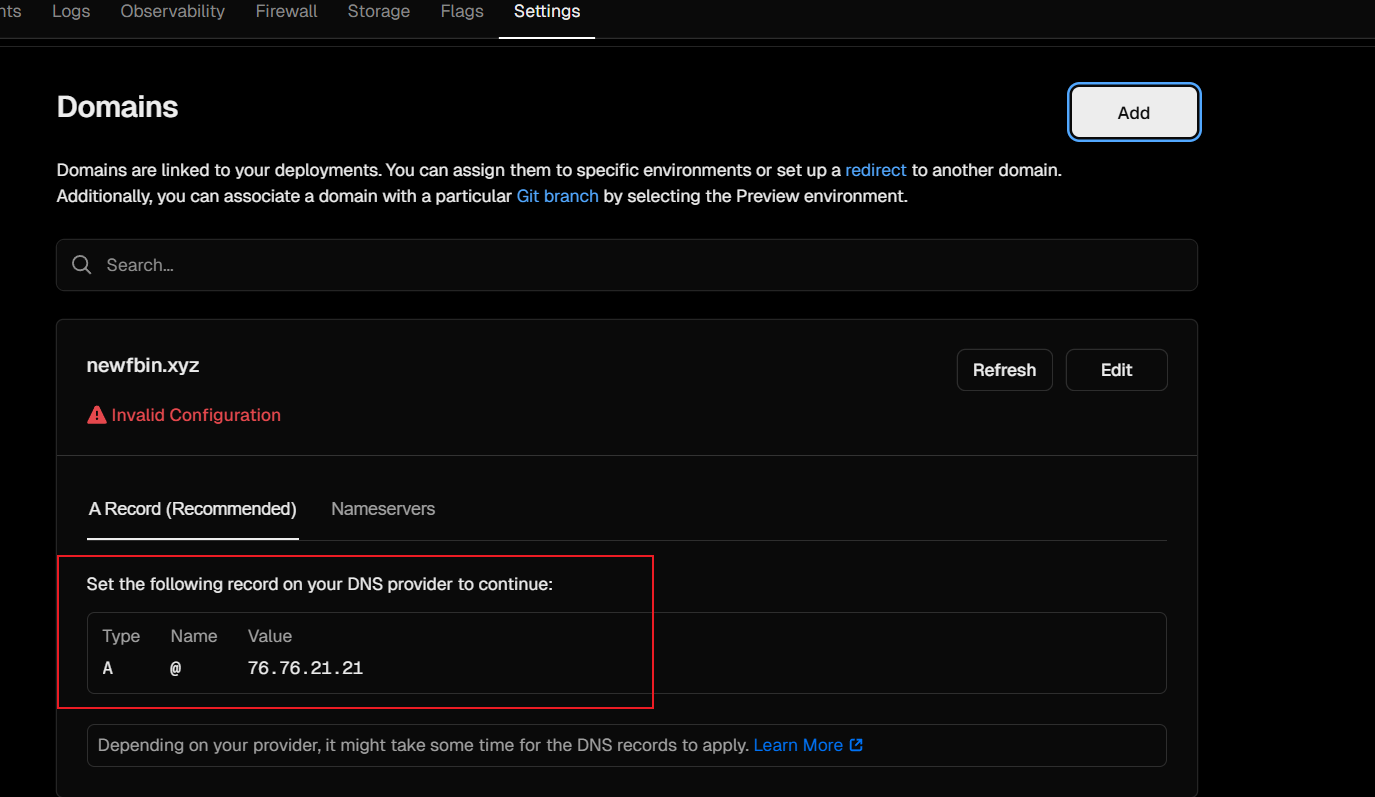 Logs Observability Firewall Storage Flags Settings
Domains
Add
Domains are linked to your deployments. You can assign them to specific environments or set up a redirect to another domain.
Additionally, you can associate a domain with a particular Git branch by selecting the Preview environment.
Search...
newfbin.xyz
Refresh Edit
Invalid Configuration
A Record (Recommended) Nameservers
Set the following record on your DNS provider to continue:
Type Name Value
A @ 76.76.21.21
Depending on your provider, it might take some time for the DNS records to apply. Learn More